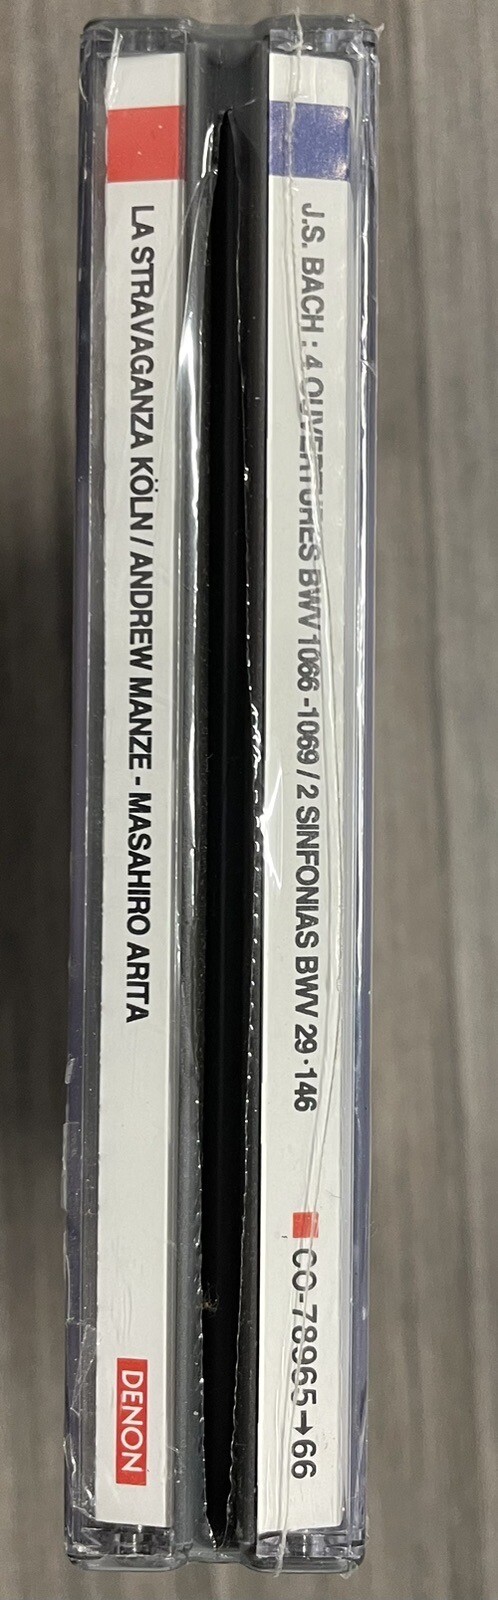 J.S. BACH : 4 OUVERTURES BWV 1066 -1069 / 2 SINFONIAS BWV 29 · 146
CO-78965→66
LA STRAVAGANZA KÖLN / ANDREW MANZE - MASAHIRO ARITA
DENON